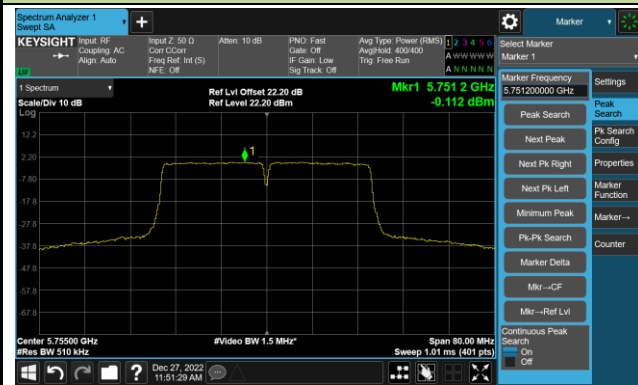 Spectrum Analyzer 1
Swept SA
Marker
KEYSIGHT
Input: RF
Coupling: AC
Align: Auto
Input Z: 50 Ω
Corr CCorr
Freq Ref: Int (S)
NFE: Off
Atten: 10 dB
PNO: Fast
Gate: Off
IF Gain: Low
Sig Track: Off
Avg Type: Power (RMS)
Avg|Hold: 400/400
Trig: Free Run
1 2 3 4 5 6
A W W W W W
A N N N N N
LXI
Select Marker
Marker 1
1 Spectrum
Scale/Div 10 dB
Log
Ref Lvl Offset 22.20 dB
Ref Level 22.20 dBm
Mkr1 5.751 2 GHz
-0.112 dBm
12.2
2.20
-7.80
-17.8
-27.8
-37.8
-47.8
-57.8
-67.8
1
Center 5.75500 GHz
#Res BW 510 kHz
#Video BW 1.5 MHz*
Span 80.00 MHz
Sweep 1.01 ms (401 pts)
Marker Frequency
5.751200000 GHz
Peak Search
Next Peak
Next Pk Right
Next Pk Left
Minimum Peak
Pk-Pk Search
Marker Delta
Mkr→CF
Mkr→Ref Lvl
Continuous Peak
Search
On
Off
Settings
Peak
Search
Pk Search
Config
Properties
Marker
Function
Marker→
Counter
Dec 27, 2022
11:51:29 AM